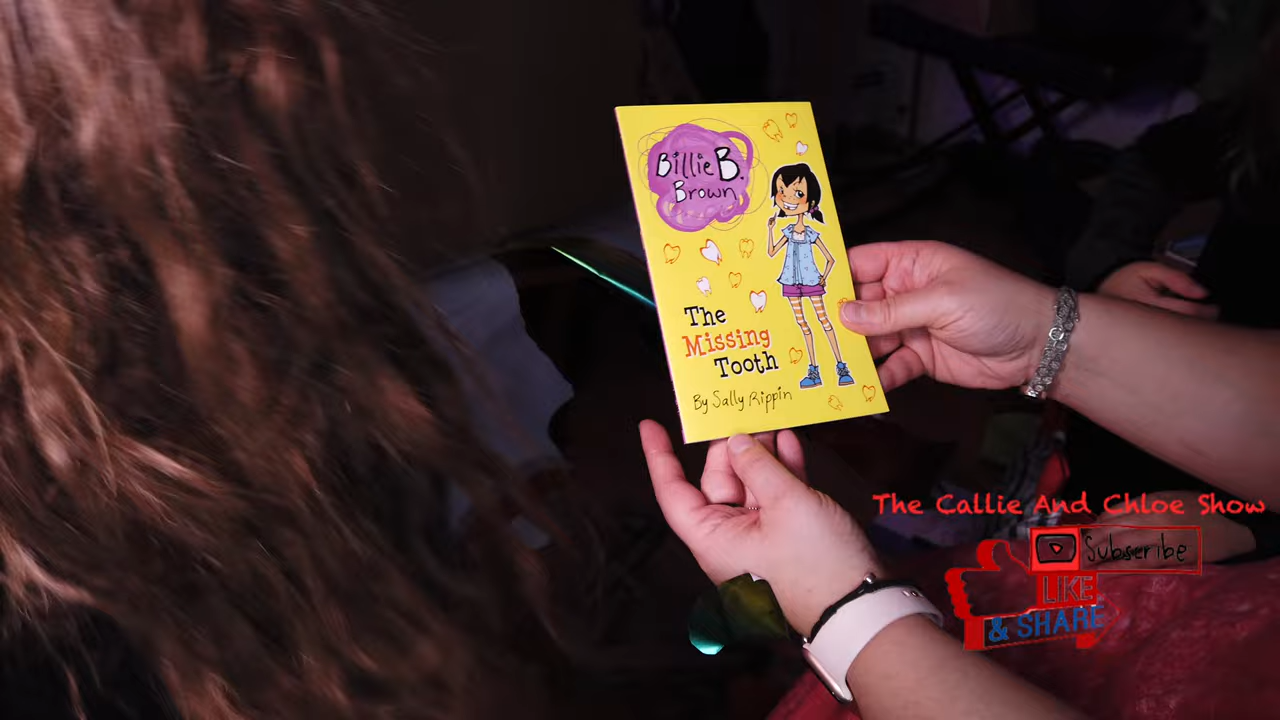 Billie B.
Brown
The
Missing
Tooth
By Sally Rippin
The Callie And Chloe Show
Subscribe
LIKE
& SHARE